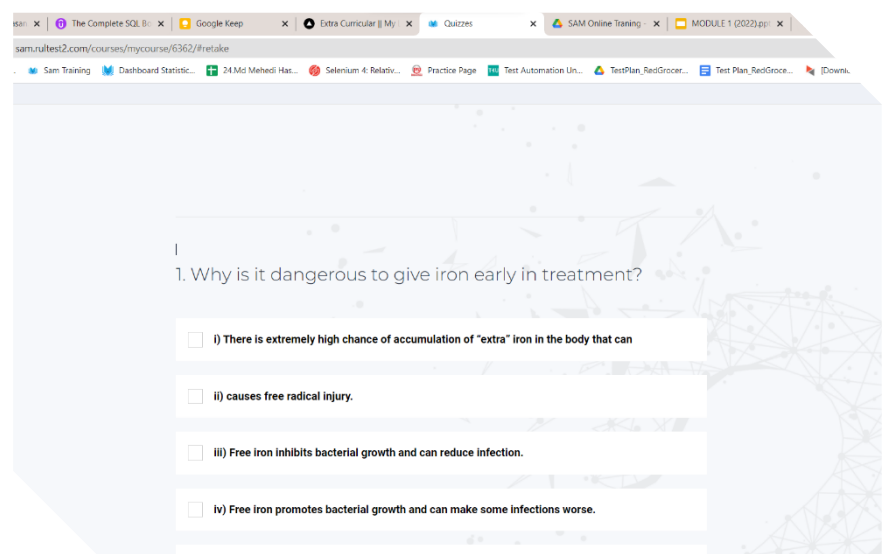 The Complete SQL Bo
Google Keep
Extra Curricular || My
Quizzes
SAM Online Traning -
MODULE 1 (2022).ppt
sam.rultest2.com/courses/mycourse/6362/#retake
Sam Training
Dashboard Statistic...
24.Md Mehedi Has...
Selenium 4: Relativ...
Practice Page
Test Automation Un...
TestPlan_RedGrocer...
Test Plan_RedGroce...
1. Why is it dangerous to give iron early in treatment?
i) There is extremely high chance of accumulation of “extra” iron in the body that can
ii) causes free radical injury.
iii) Free iron inhibits bacterial growth and can reduce infection.
iv) Free iron promotes bacterial growth and can make some infections worse.